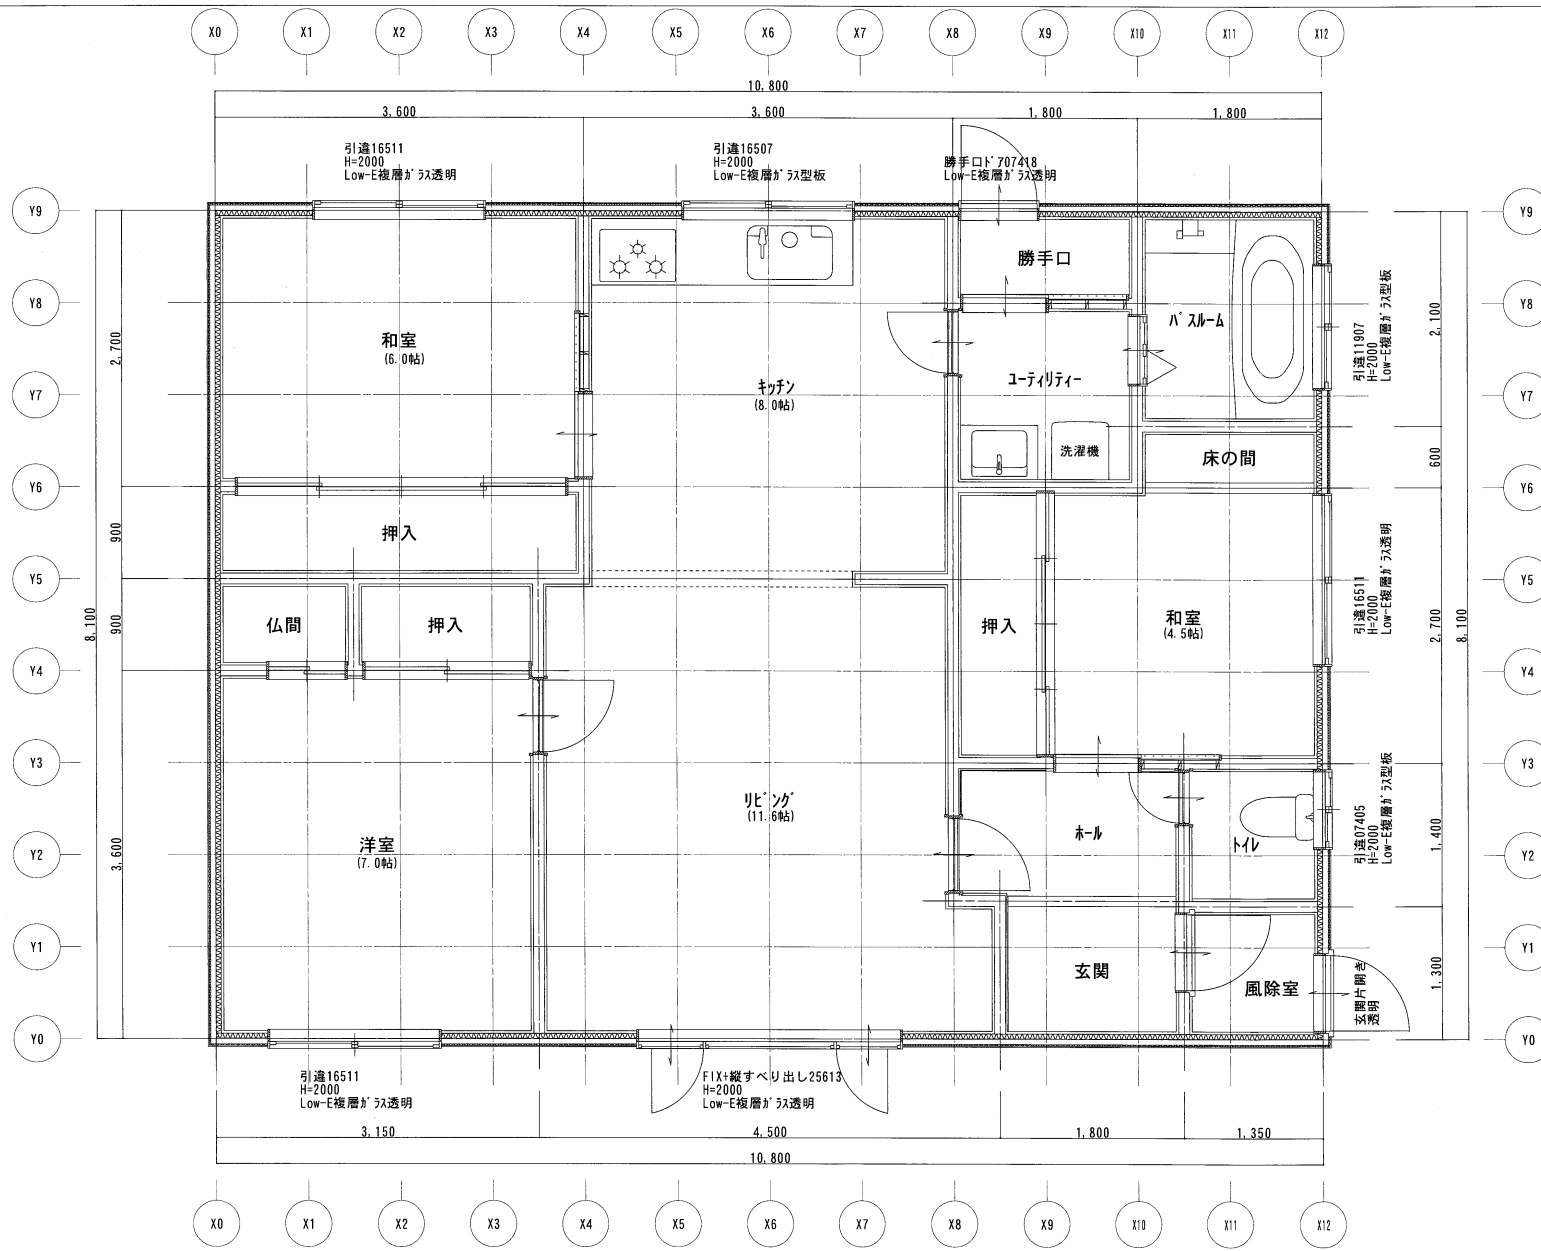 X0 X1 X2 X3 X4 X5 X6 X7 X8 X9 X10 X11 X12
10,800
3,600 3,600 1,800 1,800
引違16511
H=2000
Low-E複層ガラス透明
引違16507
H=2000
Low-E複層ガラス型板
勝手口ドア07418
Low-E複層ガラス透明
Y9
Y8
Y7
Y6
Y5
Y4
Y3
Y2
Y1
Y0
8,100
2,700
900
900
3,600
和室
(6.0帖)
キッチン
(8.0帖)
勝手口
バスルーム
ユーティリティー
洗濯機
床の間
押入
仏間
押入
押入
和室
(4.5帖)
洋室
(7.0帖)
リビング
(11.6帖)
ホール
トイレ
玄関
風除室
引違11907
H=2000
Low-E複層ガラス型板
引違16511
H=2000
Low-E複層ガラス透明
引違07405
H=2000
Low-E複層ガラス型板
玄関片開き
透明
2,100
600
2,700
1,400
1,300
8,100
Y9
Y8
Y7
Y6
Y5
Y4
Y3
Y2
Y1
Y0
引違16511
H=2000
Low-E複層ガラス透明
FIX+縦すべり出し25613
H=2000
Low-E複層ガラス透明
3,150 4,500 1,800 1,350
10,800
X0 X1 X2 X3 X4 X5 X6 X7 X8 X9 X10 X11 X12